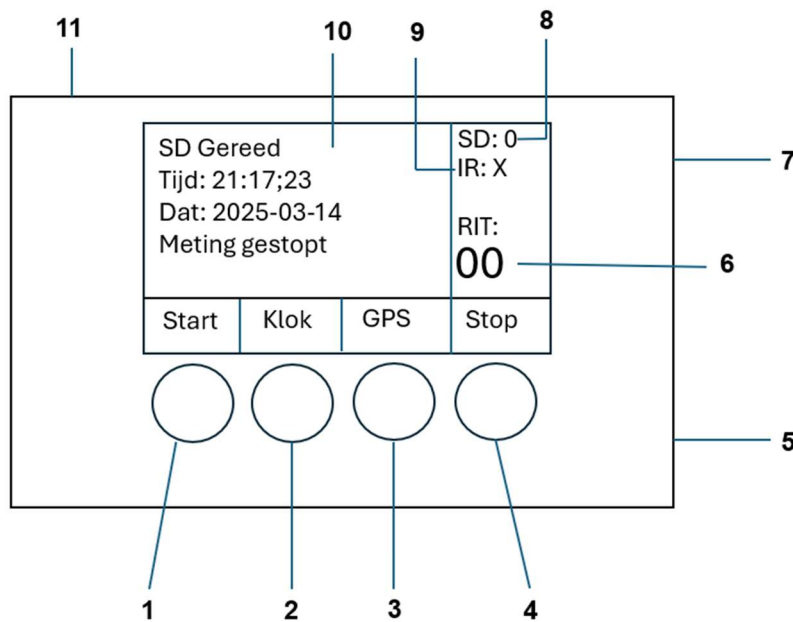 11
10
9
8
SD Gereed
Tijd: 21:17;23
Dat: 2025-03-14
Meting gestopt
SD: 0
IR: X
RIT:
00
7
6
Start Klok GPS Stop
5
1 2 3 4